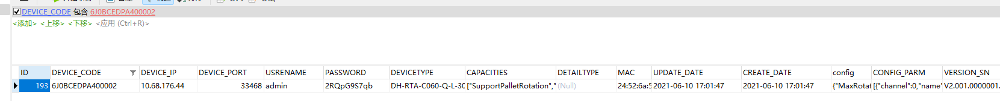 DEVICE_CODE 包含 6J0BCEDPA400002
<添加> <上移> <下移> <应用 (Ctrl+R)>
ID DEVICE_CODE DEVICE_IP DEVICE_PORT USRENAME PASSWORD DEVICETYPE CAPACITIES DETAILTYPE MAC UPDATE_DATE CREATE_DATE config CONFIG_PARM VERSION_SN
193 6J0BCEDPA400002 10.68.176.44 33468 admin 2RQpG9S7qb DH-RTA-C060-Q-L-3C ["SupportPalletRotation"," (Null) 24:52:6a:5 2021-06-10 17:01:47 2021-06-10 17:01:47 {"MaxRotat [{"channel":0,"name" V2.001.0000001.